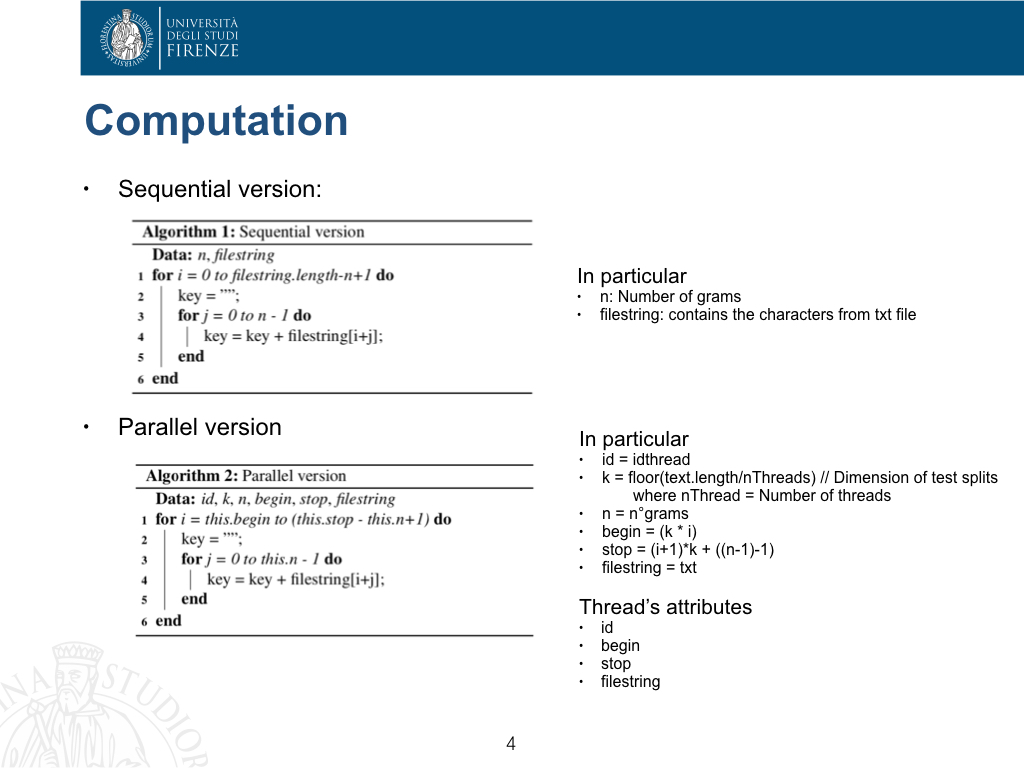 UNIVERSITÀ
DEGLI STUDI
FIRENZE
Computation
• Sequential version:
Algorithm 1: Sequential version
Data: n, filestring
1 for i = 0 to filestring.length-n+1 do
2 key = ””;
3 for j = 0 to n - 1 do
4 key = key + filestring[i+j];
5 end
6 end
In particular
• n: Number of grams
• filestring: contains the characters from txt file
• Parallel version
Algorithm 2: Parallel version
Data: id, k, n, begin, stop, filestring
1 for i = this.begin to (this.stop - this.n+1) do
2 key = ””;
3 for j = 0 to this.n - 1 do
4 key = key + filestring[i+j];
5 end
6 end
In particular
• id = idthread
• k = floor(text.length/nThreads) // Dimension of test splits
where nThread = Number of threads
• n = n°grams
• begin = (k * i)
• stop = (i+1)*k + ((n-1)-1)
• filestring = txt
Thread’s attributes
• id
• begin
• stop
• filestring
4